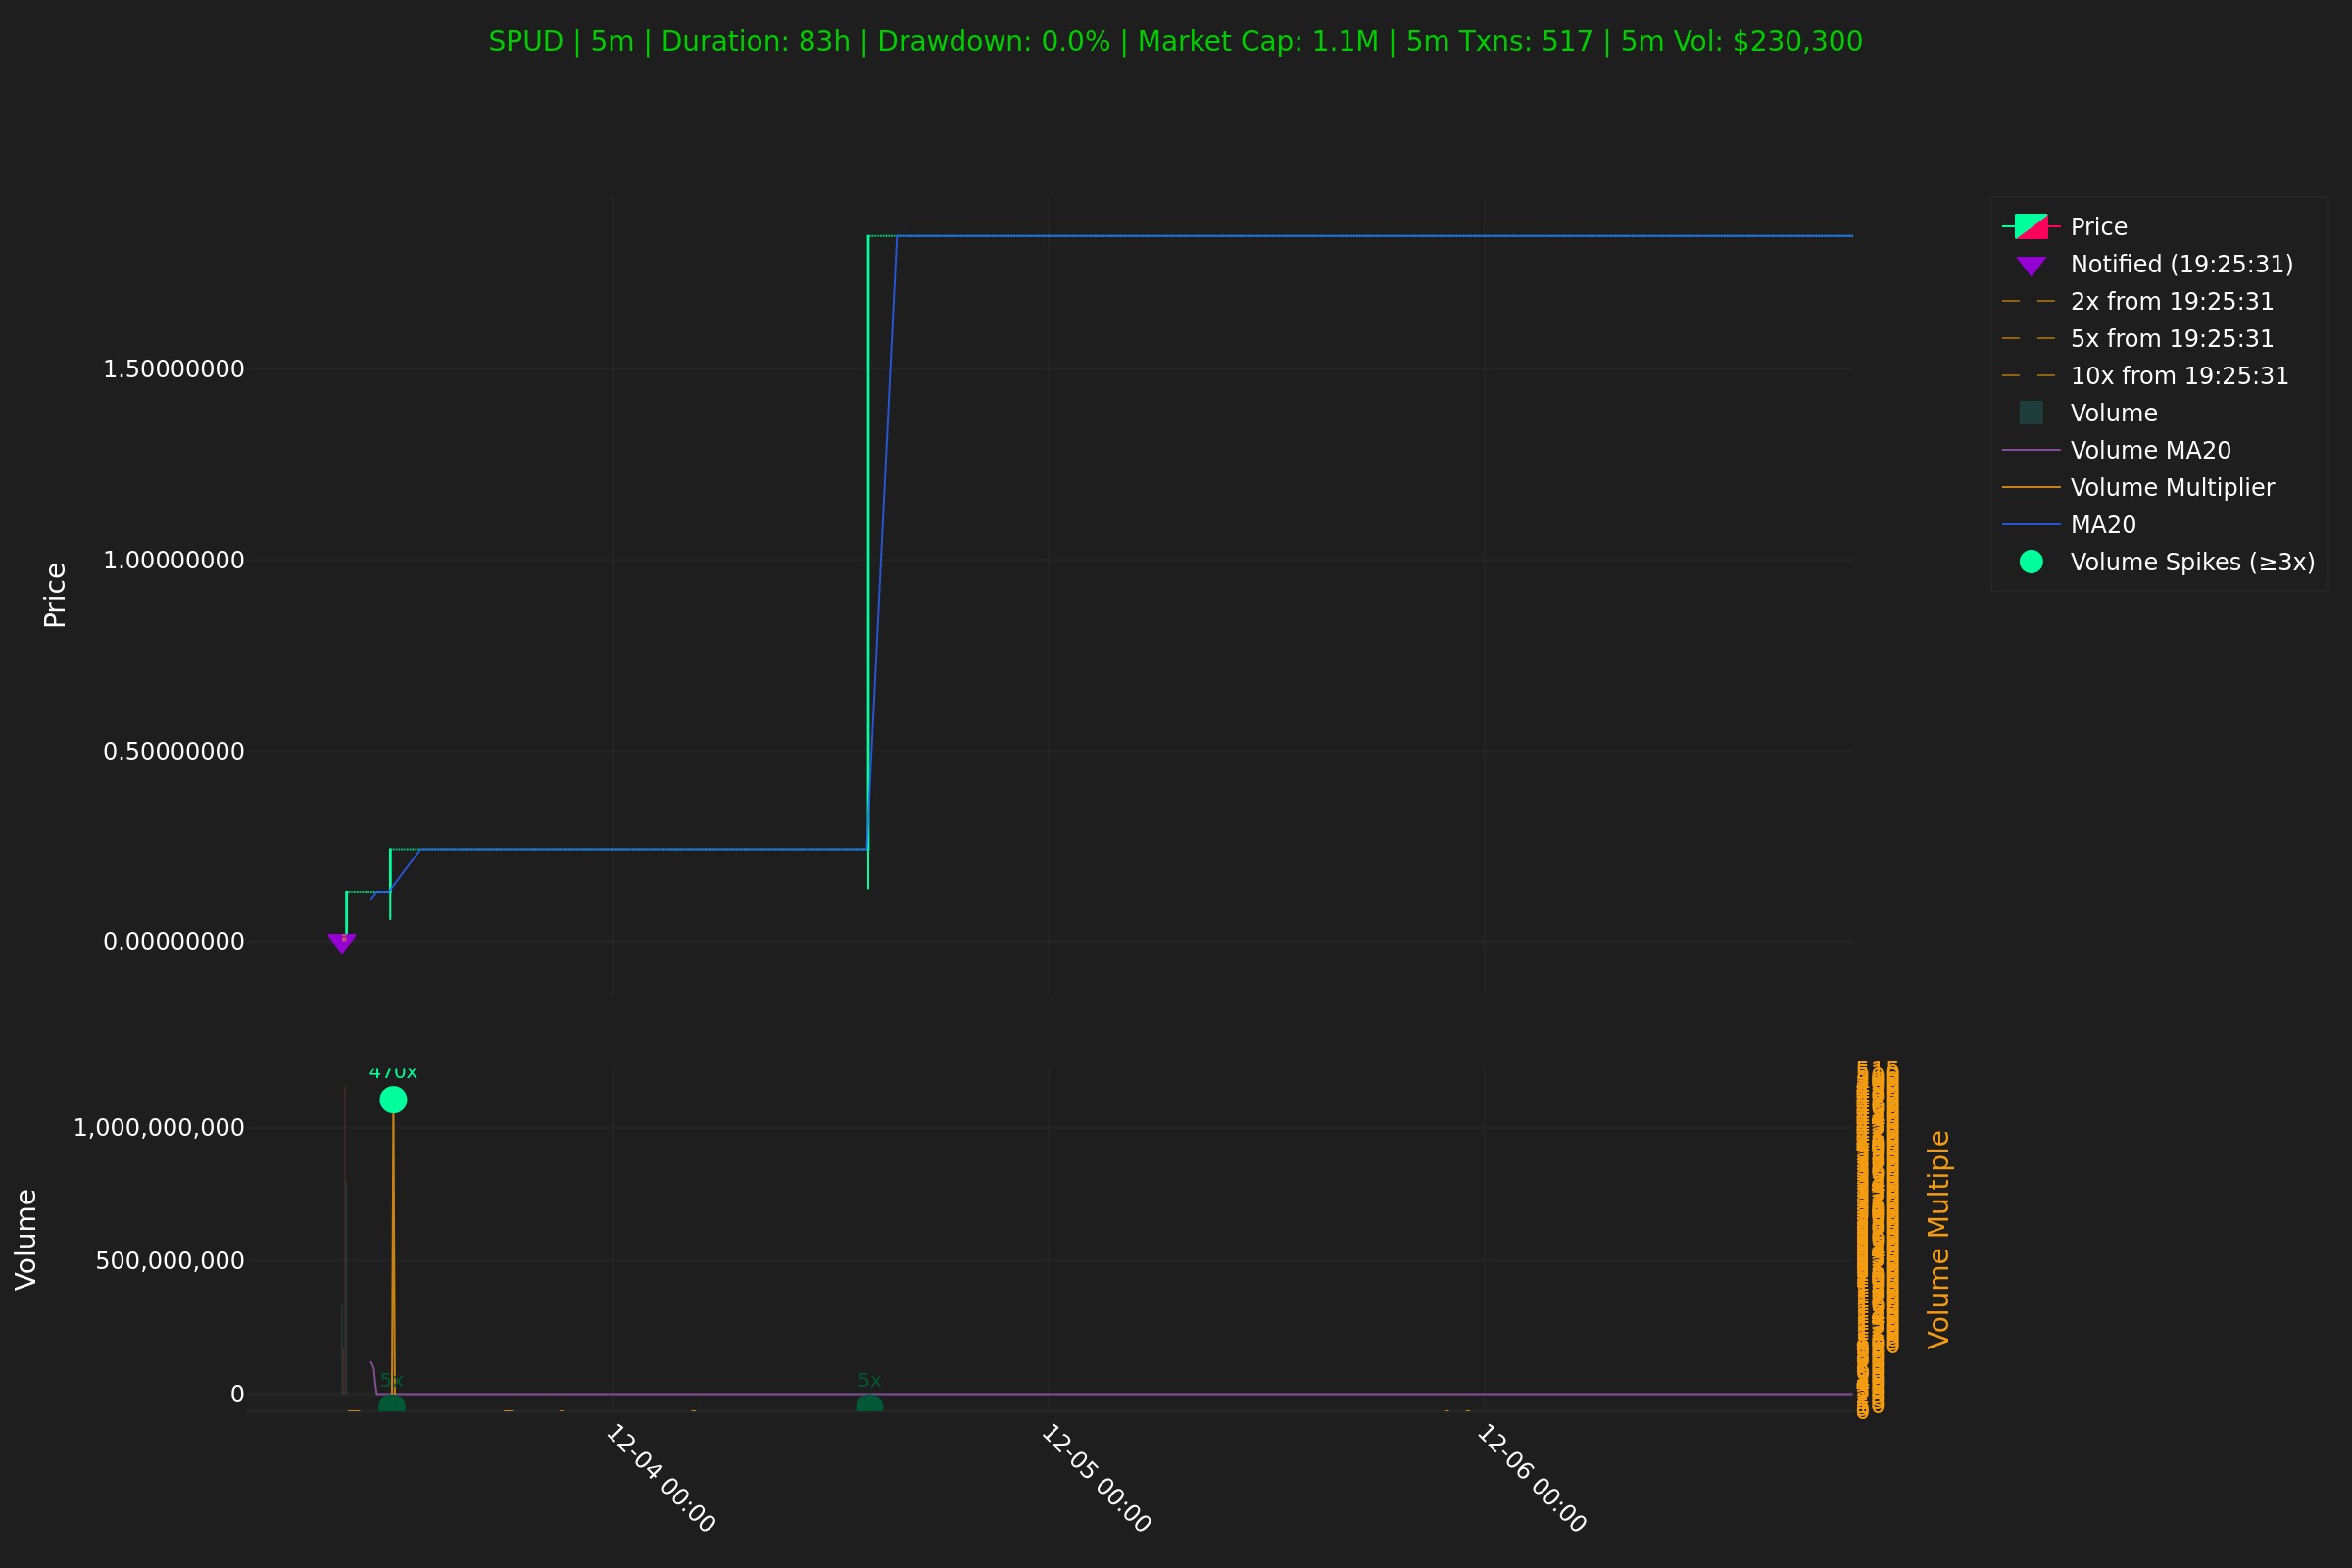 SPUD | 5m | Duration: 83h | Drawdown: 0.0% | Market Cap: 1.1M | 5m Txns: 517 | 5m Vol: $230,300
Price
1.50000000
1.00000000
0.50000000
0.00000000
Price
Notified (19:25:31)
2x from 19:25:31
5x from 19:25:31
10x from 19:25:31
Volume
Volume MA20
Volume Multiplier
MA20
Volume Spikes (≥3x)
Volume
1,000,000,000
500,000,000
0
470x
5x
5x
Volume Multiple
12-04 00:00
12-05 00:00
12-06 00:00